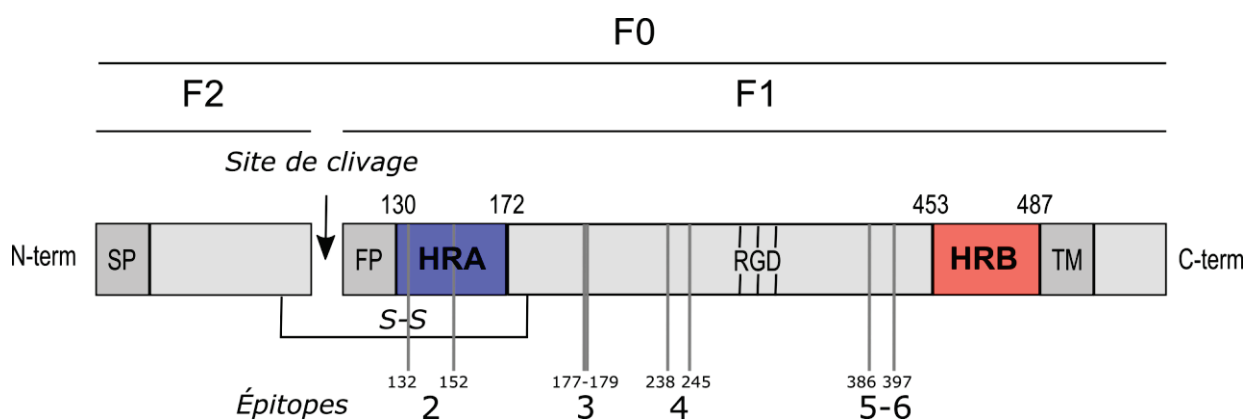 F0
F2 F1
Site de clivage
130 172 453 487
N-term SP FP HRA RGD HRB TM C-term
S-S
132 152 177-179 238 245 386 397
Épitopes 2 3 4 5-6